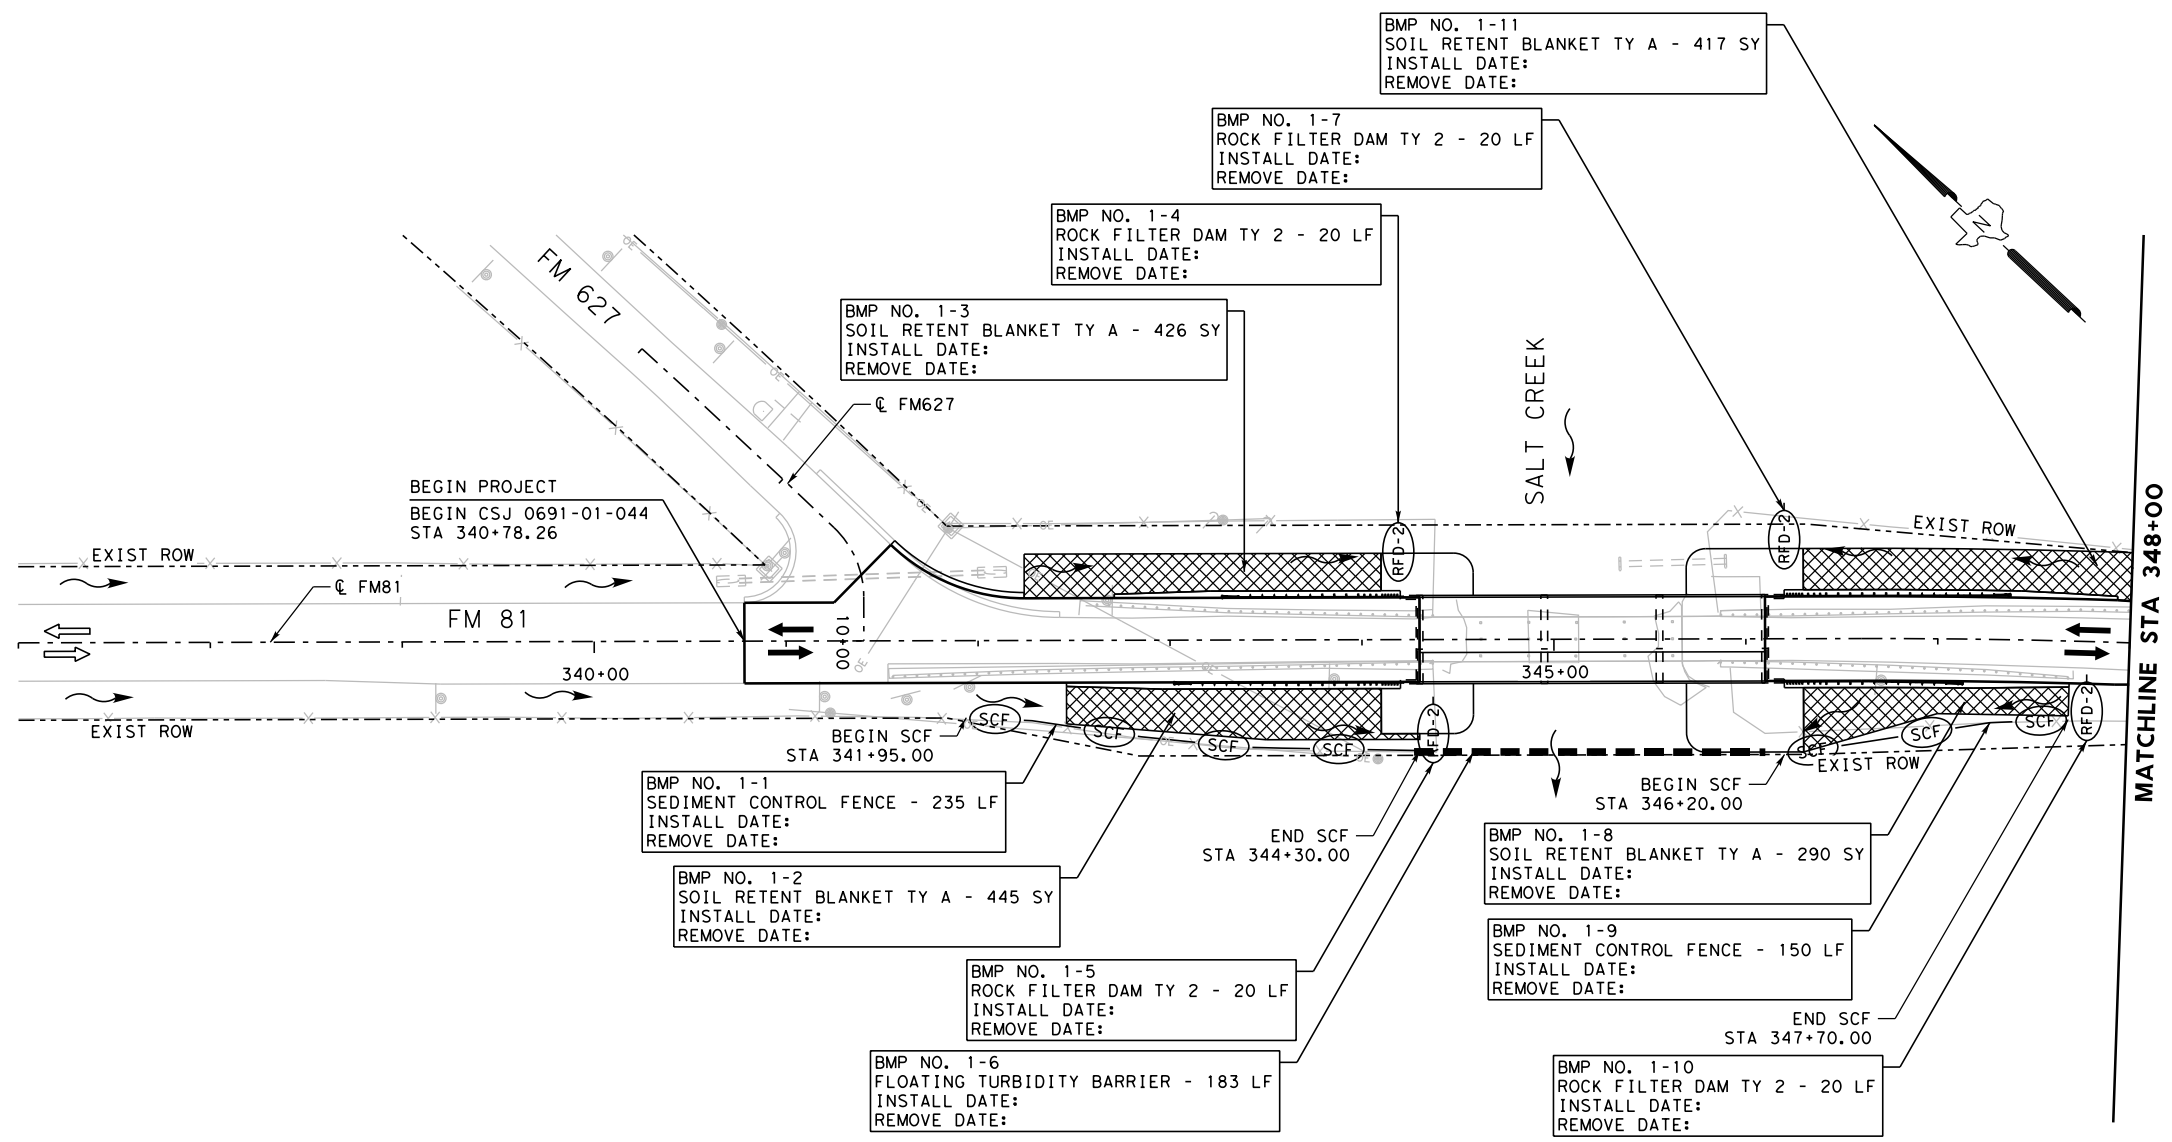 BMP NO. 1-11
SOIL RETENT BLANKET TY A - 417 SY
INSTALL DATE:
REMOVE DATE:
BMP NO. 1-7
ROCK FILTER DAM TY 2 - 20 LF
INSTALL DATE:
REMOVE DATE:
BMP NO. 1-4
ROCK FILTER DAM TY 2 - 20 LF
INSTALL DATE:
REMOVE DATE:
BMP NO. 1-3
SOIL RETENT BLANKET TY A - 426 SY
INSTALL DATE:
REMOVE DATE:
N
FM 627
℄ FM627
SALT CREEK
BEGIN PROJECT
BEGIN CSJ 0691-01-044
STA 340+78.26
EXIST ROW
℄ FM81
FM 81
340+00
EXIST ROW
10+00
OE
OE
OE
OE
OE
OE
OE
OE
OE
RFD-2
RFD-2
EXIST ROW
345+00
MATCHLINE STA 348+00
SCF
SCF
SCF
SCF
RFD-2
SCF
SCF
SCF
RFD-2
EXIST ROW
BEGIN SCF
STA 341+95.00
BMP NO. 1-1
SEDIMENT CONTROL FENCE - 235 LF
INSTALL DATE:
REMOVE DATE:
BMP NO. 1-2
SOIL RETENT BLANKET TY A - 445 SY
INSTALL DATE:
REMOVE DATE:
END SCF
STA 344+30.00
BMP NO. 1-5
ROCK FILTER DAM TY 2 - 20 LF
INSTALL DATE:
REMOVE DATE:
BMP NO. 1-6
FLOATING TURBIDITY BARRIER - 183 LF
INSTALL DATE:
REMOVE DATE:
BEGIN SCF
STA 346+20.00
BMP NO. 1-8
SOIL RETENT BLANKET TY A - 290 SY
INSTALL DATE:
REMOVE DATE:
BMP NO. 1-9
SEDIMENT CONTROL FENCE - 150 LF
INSTALL DATE:
REMOVE DATE:
END SCF
STA 347+70.00
BMP NO. 1-10
ROCK FILTER DAM TY 2 - 20 LF
INSTALL DATE:
REMOVE DATE: